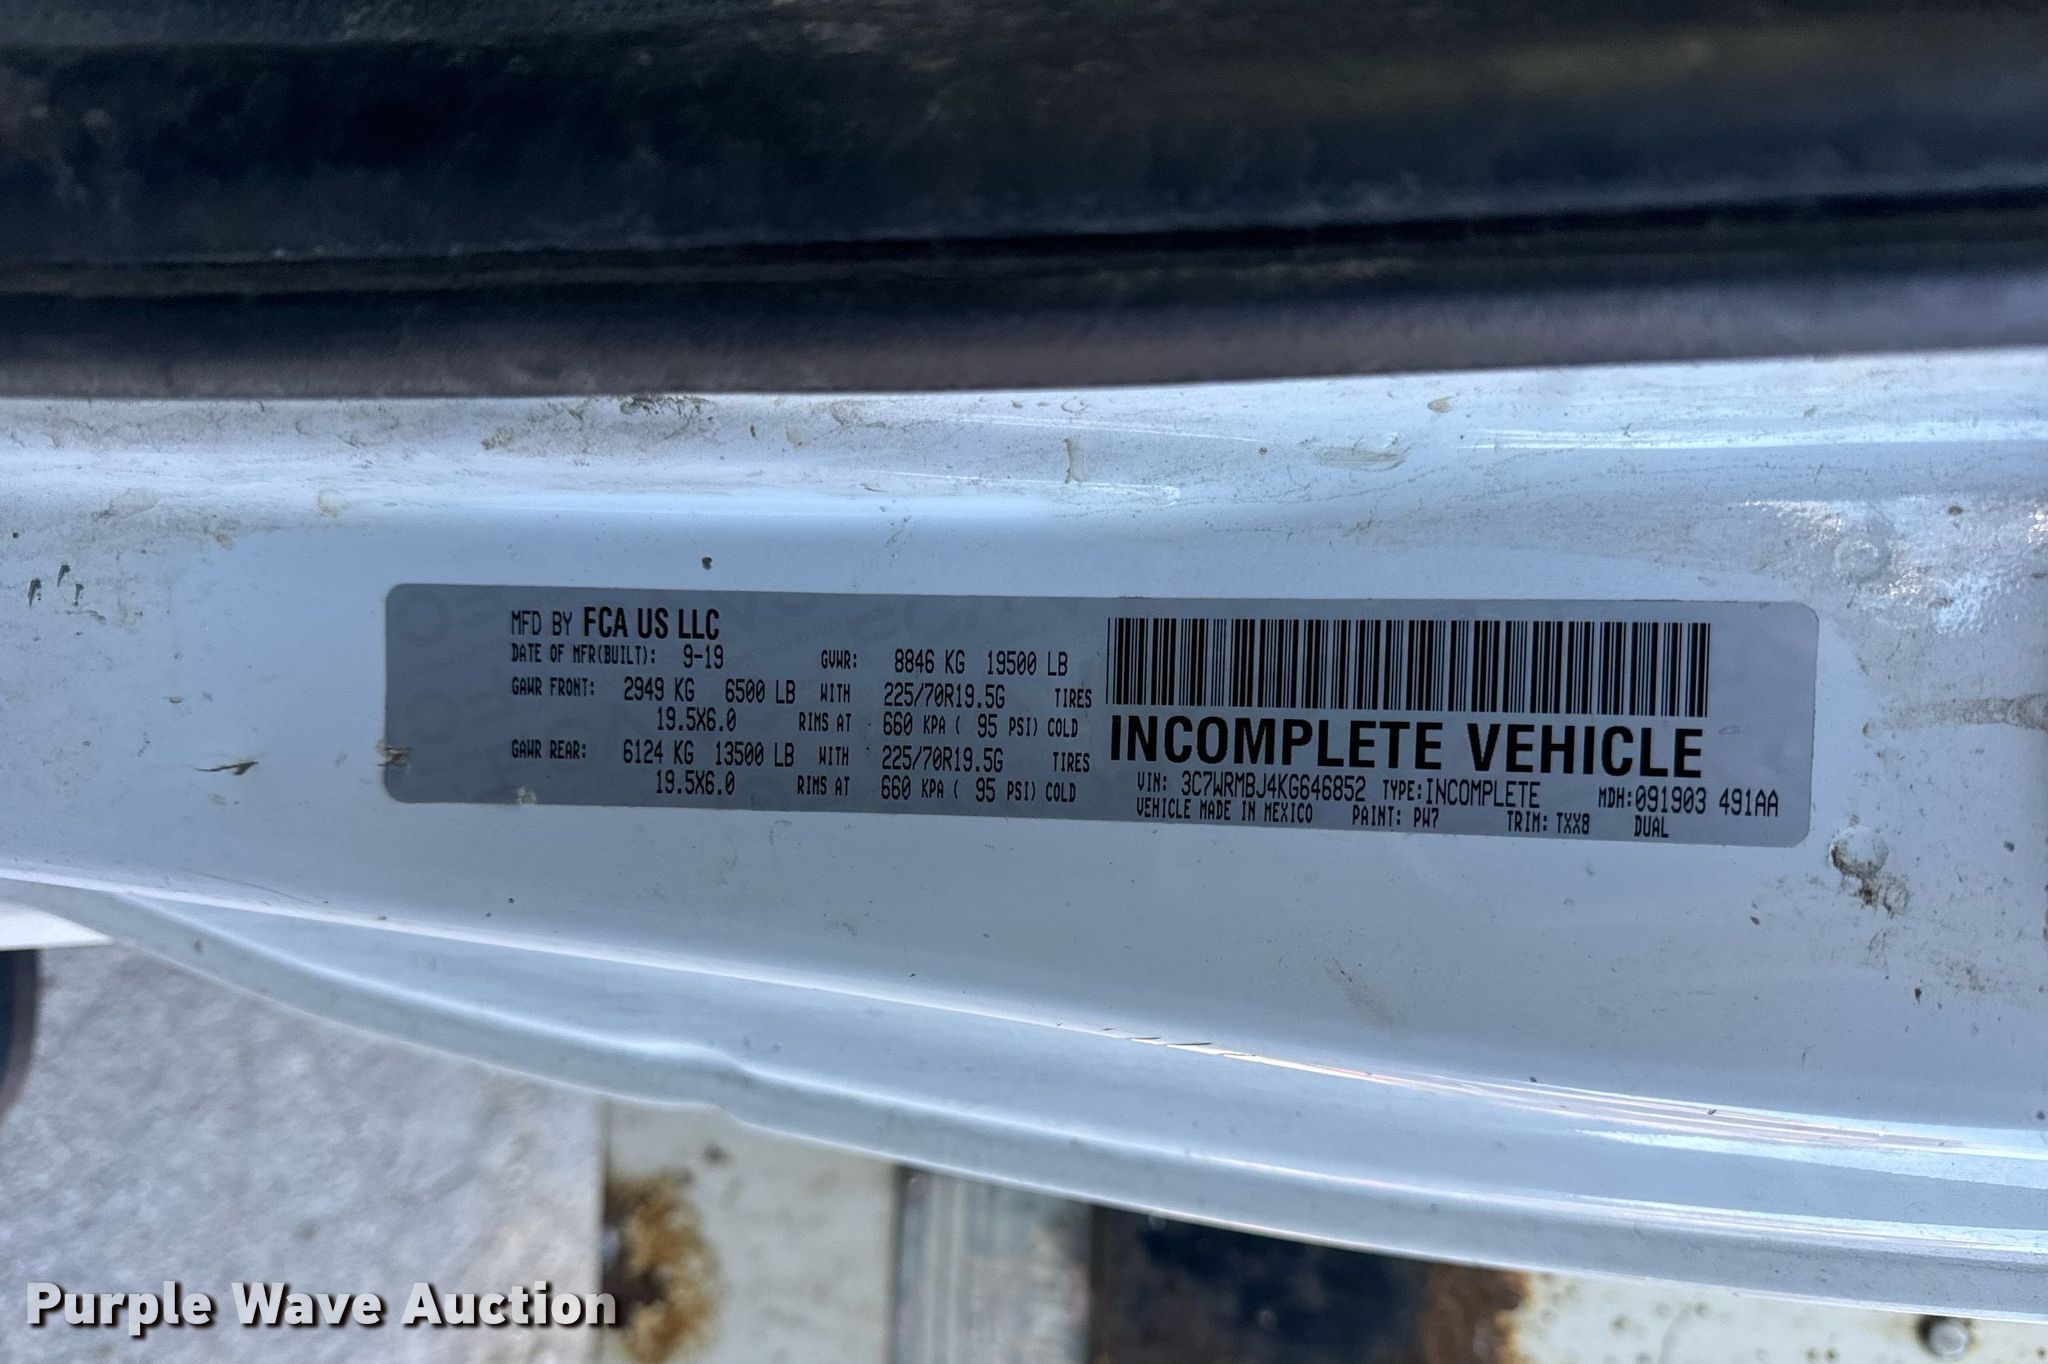 MFD BY FCA US LLC
DATE OF MFR(BUILT): 9-19 GVWR: 8846 KG 19500 LB
GAWR FRONT: 2949 KG 6500 LB WITH 225/70R19.5G TIRES
19.5X6.0 RIMS AT 660 KPA ( 95 PSI) COLD
GAWR REAR: 6124 KG 13500 LB WITH 225/70R19.5G TIRES
19.5X6.0 RIMS AT 660 KPA ( 95 PSI) COLD
INCOMPLETE VEHICLE
VIN: 3C7WRMBJ4KG646852 TYPE:INCOMPLETE MDH:091903 491AA
VEHICLE MADE IN MEXICO PAINT: PW7 TRIM: TXX8 DUAL
Purple Wave Auction